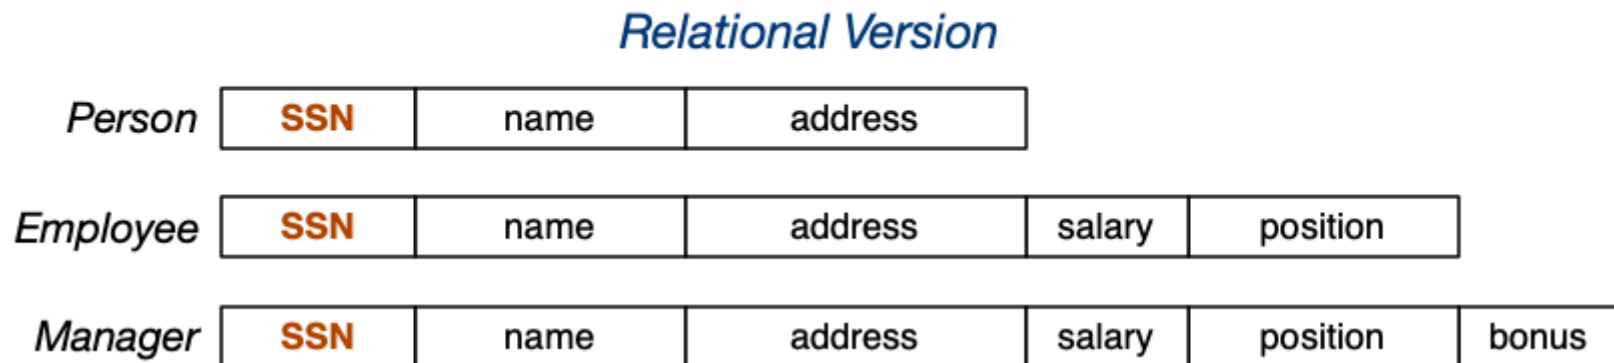 Relational Version
Person SSN name address
Employee SSN name address salary position
Manager SSN name address salary position bonus